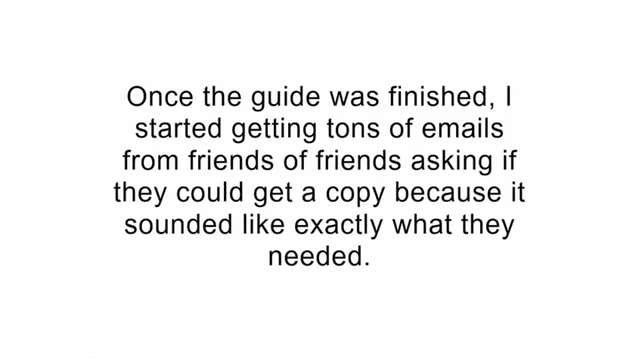 Once the guide was finished, I
started getting tons of emails
from friends of friends asking if
they could get a copy because it
sounded like exactly what they
needed.